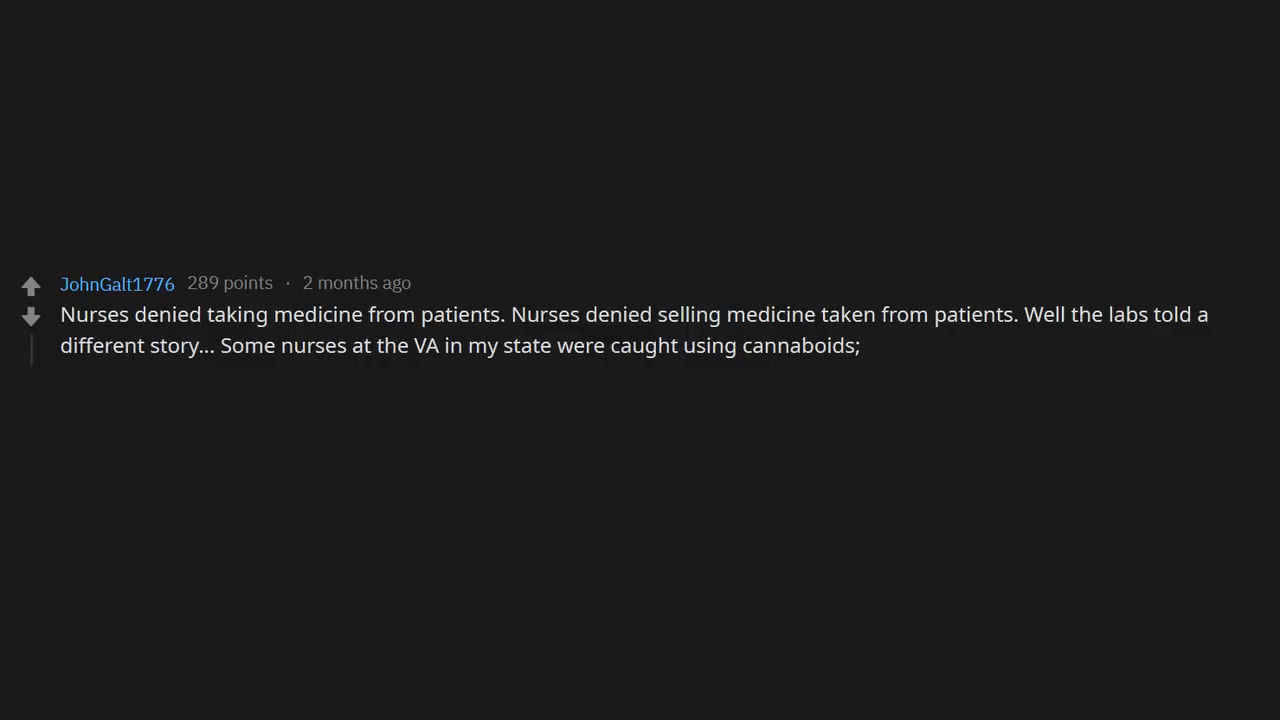 JohnGalt1776 289 points · 2 months ago
Nurses denied taking medicine from patients. Nurses denied selling medicine taken from patients. Well the labs told a
different story... Some nurses at the VA in my state were caught using cannaboids;